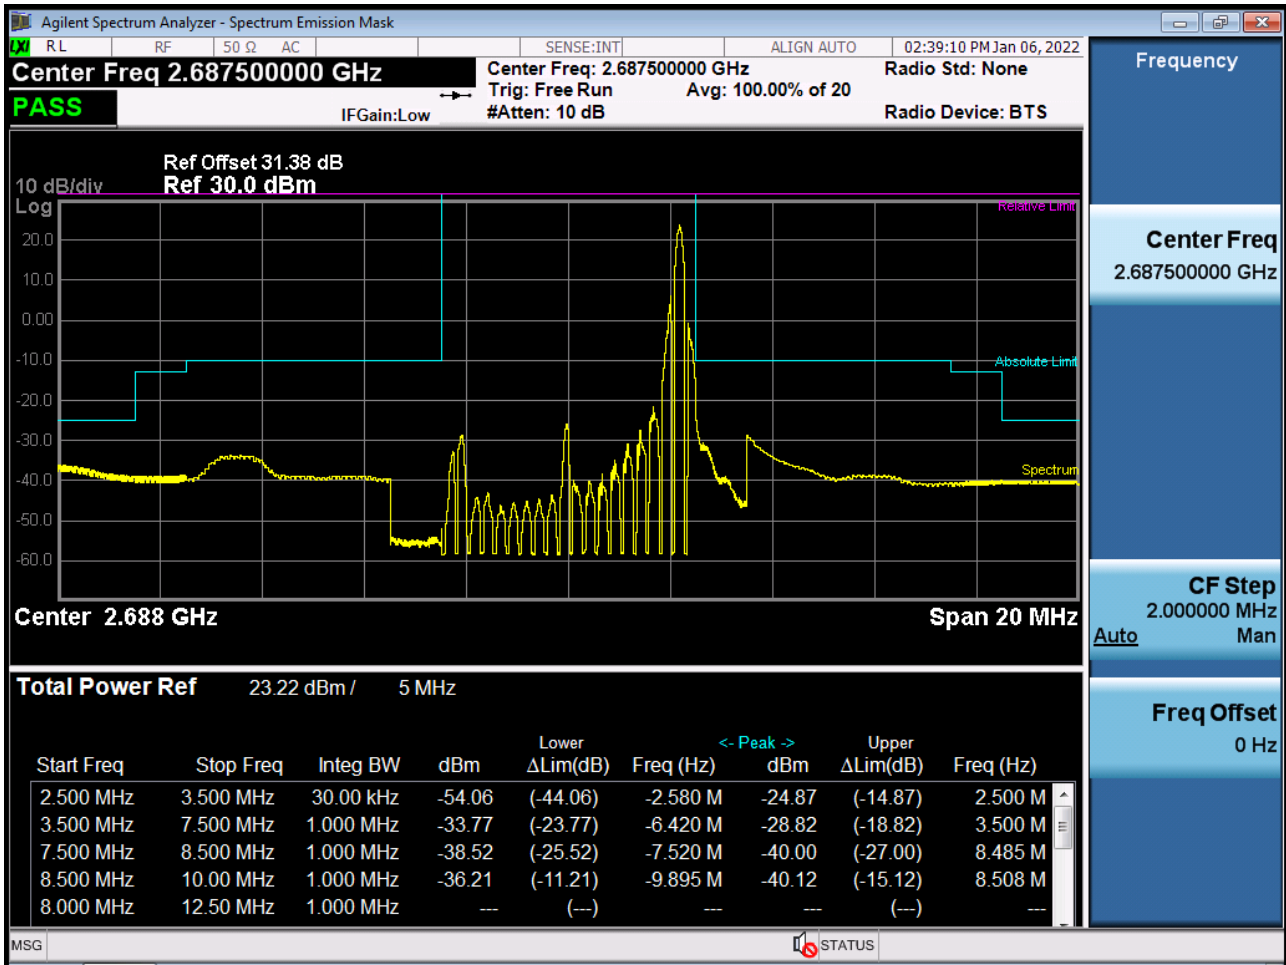 Agilent Spectrum Analyzer - Spectrum Emission Mask
LXI RL RF 50 Ω AC SENSE:INT ALIGN AUTO 02:39:10 PM Jan 06, 2022
Center Freq 2.687500000 GHz
Center Freq: 2.687500000 GHz
Radio Std: None
Trig: Free Run Avg: 100.00% of 20
PASS
IFGain:Low
#Atten: 10 dB
Radio Device: BTS
Ref Offset 31.38 dB
10 dB/div Ref 30.0 dBm
Log
Relative Limit
20.0
10.0
0.00
-10.0
Absolute Limit
-20.0
-30.0
-40.0
Spectrum
-50.0
-60.0
Center 2.688 GHz Span 20 MHz
Total Power Ref 23.22 dBm / 5 MHz
Lower <- Peak -> Upper
Start Freq Stop Freq Integ BW dBm ΔLim(dB) Freq (Hz) dBm ΔLim(dB) Freq (Hz)
2.500 MHz 3.500 MHz 30.00 kHz -54.06 (-44.06) -2.580 M -24.87 (-14.87) 2.500 M
3.500 MHz 7.500 MHz 1.000 MHz -33.77 (-23.77) -6.420 M -28.82 (-18.82) 3.500 M
7.500 MHz 8.500 MHz 1.000 MHz -38.52 (-25.52) -7.520 M -40.00 (-27.00) 8.485 M
8.500 MHz 10.00 MHz 1.000 MHz -36.21 (-11.21) -9.895 M -40.12 (-15.12) 8.508 M
8.000 MHz 12.50 MHz 1.000 MHz --- (---) --- --- (---) ---
MSG STATUS
Frequency
Center Freq
2.687500000 GHz
CF Step
2.000000 MHz
Auto Man
Freq Offset
0 Hz